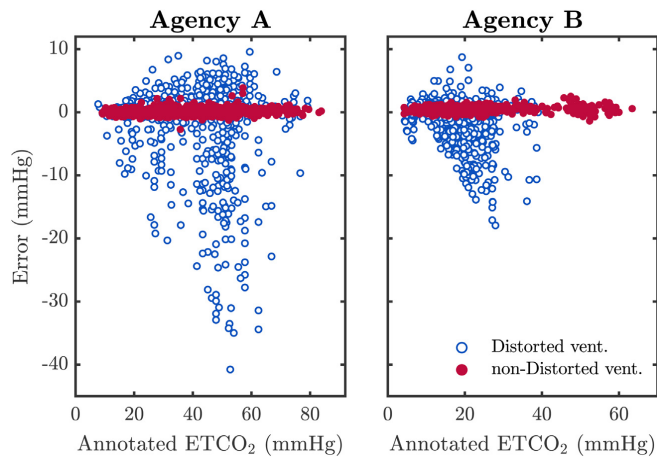 Agency A
Agency B
Error (mmHg)
10
0
-10
-20
-30
-40
0 20 40 60 80
0 20 40 60
Distorted vent.
non-Distorted vent.
Annotated ETCO₂ (mmHg)
Annotated ETCO₂ (mmHg)